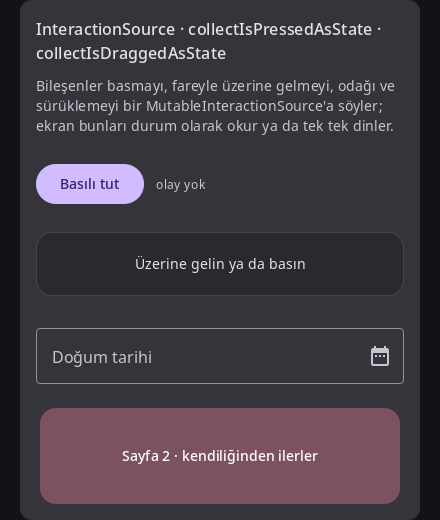 InteractionSource · collectIsPressedAsState ·
collectIsDraggedAsState
Bileşenler basmayı, fareyle üzerine gelmeyi, odağı ve
sürüklemeyi bir MutableInteractionSource'a söyler;
ekran bunları durum olarak okur ya da tek tek dinler.
Basılı tut olay yok
Üzerine gelin ya da basın
Doğum tarihi
Sayfa 2 · kendiliğinden ilerler